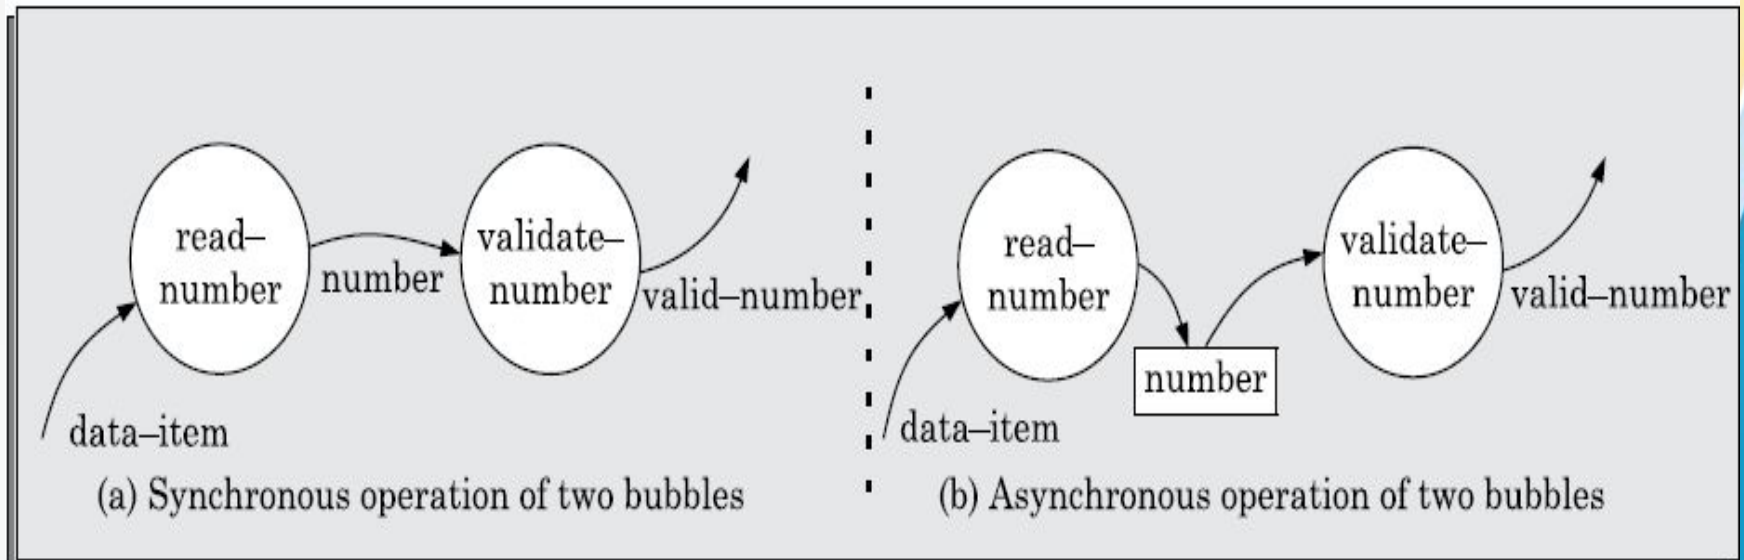 read–
number
number
validate–
number
valid–number
data–item
(a) Synchronous operation of two bubbles
read–
number
number
validate–
number
valid–number
data–item
(b) Asynchronous operation of two bubbles